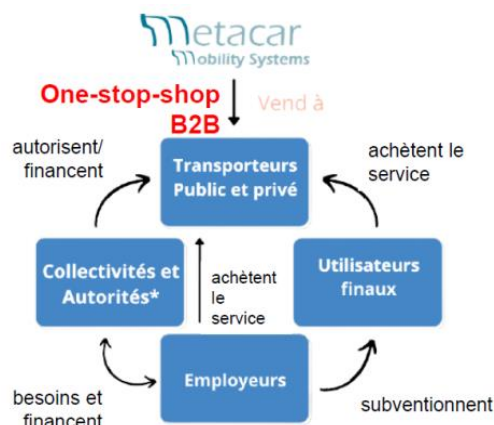 metacar
mobility Systems
One-stop-shop
B2B
Vend à
autorisent/
financent
achètent le
service
Transporteurs
Public et privé
Collectivités et
Autorités*
achètent
le
service
Utilisateurs
finaux
Employeurs
besoins et
financent
subventionnent